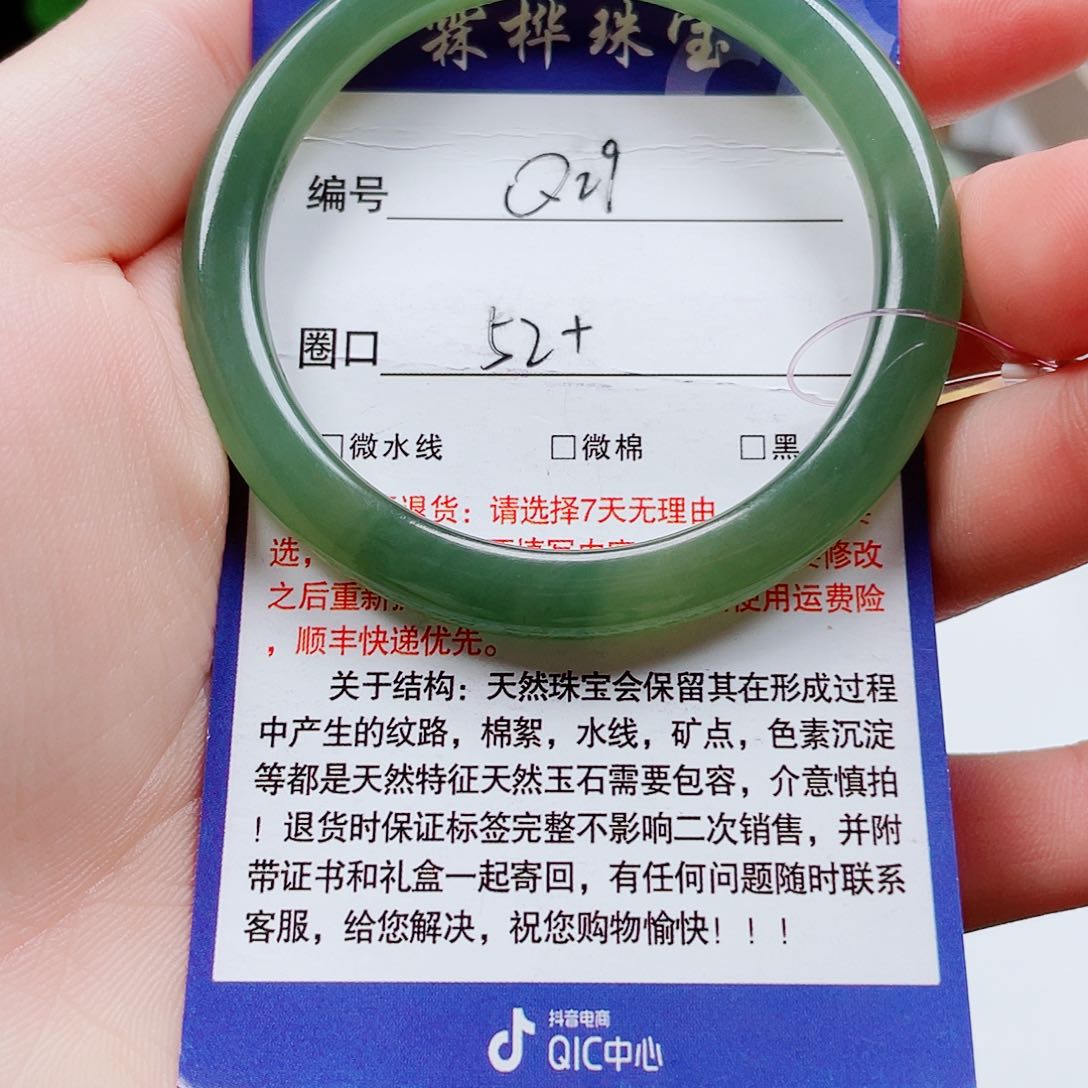 霖桦珠宝
编号 Q29
圈口 52+
□微水线 □微棉 □黑
退货：请选择7天无理由
选， 修改
之后重新 使用运费险
，顺丰快递优先。
关于结构：天然珠宝会保留其在形成过程
中产生的纹路，棉絮，水线，矿点，色素沉淀
等都是天然特征天然玉石需要包容，介意慎拍
！退货时保证标签完整不影响二次销售，并附
带证书和礼盒一起寄回，有任何问题随时联系
客服，给您解决，祝您购物愉快！！！
抖音电商
QIC中心